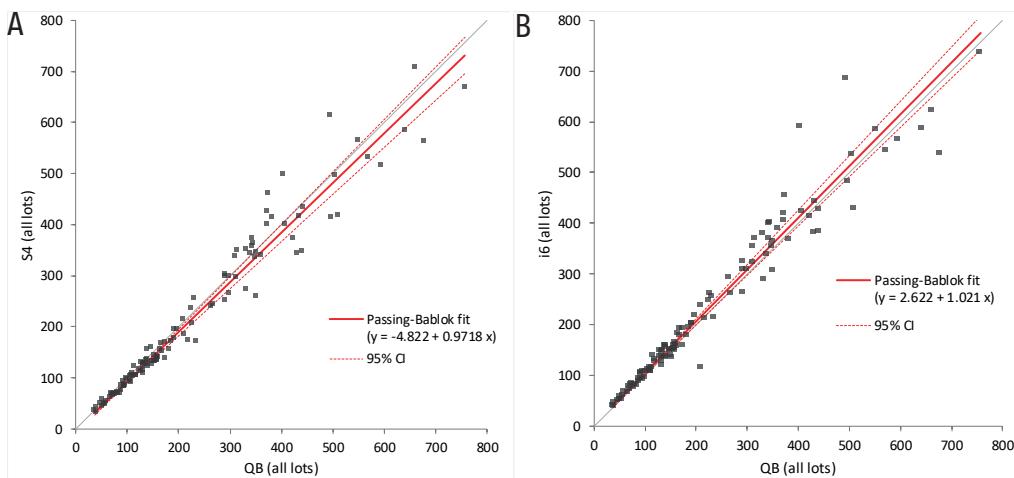 A
800
700
600
500
400
300
200
100
0
S4 (all lots)
Passing-Bablok fit
(y = -4.822 + 0.9718 x)
95% CI
0 100 200 300 400 500 600 700 800
QB (all lots)
B
800
700
600
500
400
300
200
100
0
i6 (all lots)
Passing-Bablok fit
(y = 2.622 + 1.021 x)
95% CI
0 100 200 300 400 500 600 700 800
QB (all lots)